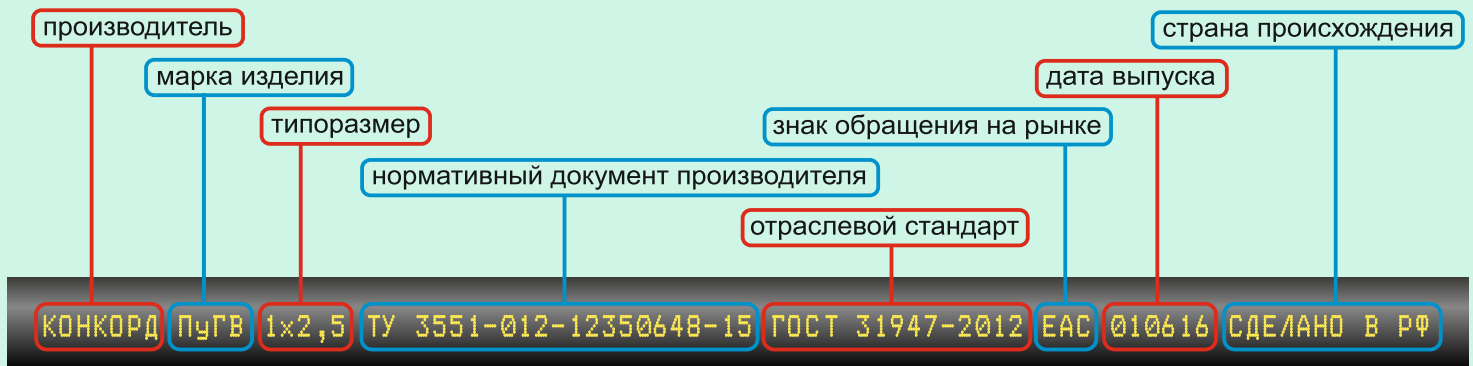 производитель
страна происхождения
марка изделия
дата выпуска
типоразмер
знак обращения на рынке
нормативный документ производителя
отраслевой стандарт
КОНКОРД ПуГВ 1х2,5 ТУ 3551-012-12350648-15 ГОСТ 31947-2012 ЕАС 010616 СДЕЛАНО В РФ